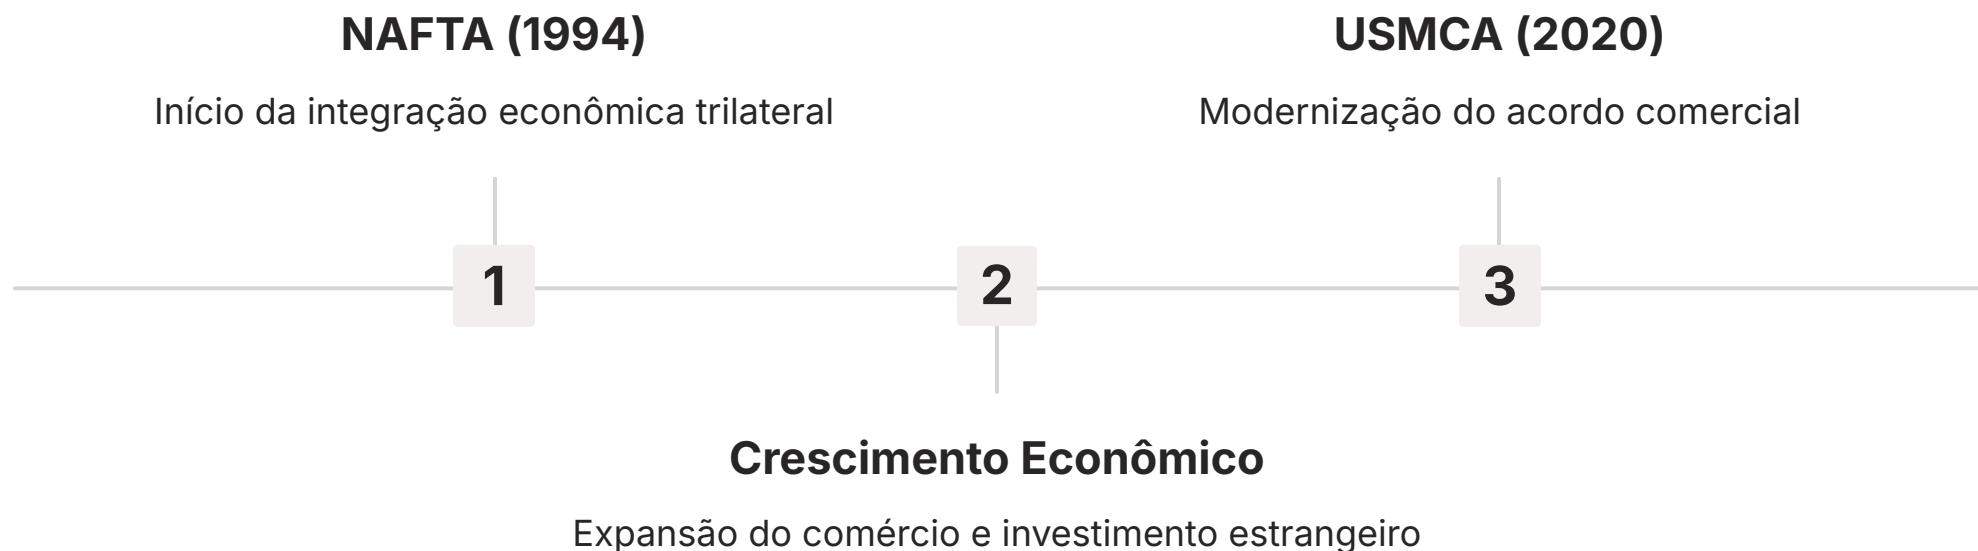 NAFTA (1994)
Início da integração econômica trilateral
USMCA (2020)
Modernização do acordo comercial
1
2
3
Crescimento Econômico
Expansão do comércio e investimento estrangeiro